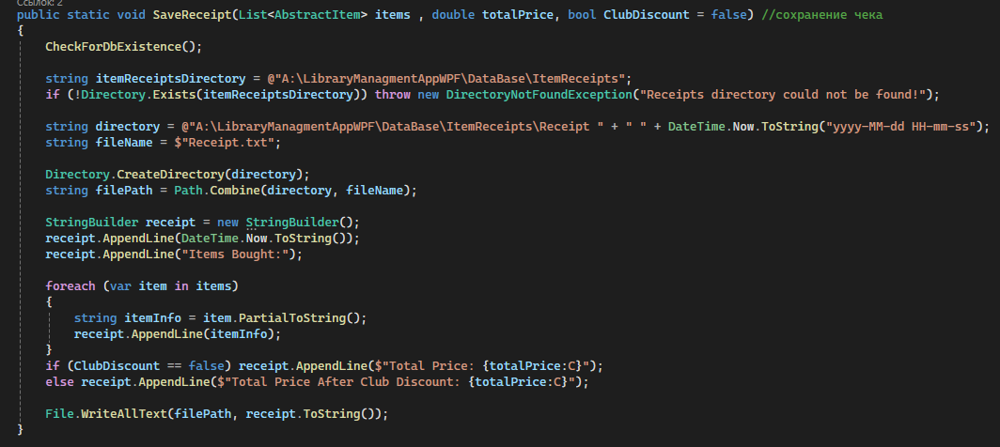 Ссылок: 2
public static void SaveReceipt(List<AbstractItem> items , double totalPrice, bool ClubDiscount = false) //сохранение чека
{
    CheckForDbExistence();

    string itemReceiptsDirectory = @"A:\LibraryManagmentAppWPF\DataBase\ItemReceipts";
    if (!Directory.Exists(itemReceiptsDirectory)) throw new DirectoryNotFoundException("Receipts directory could not be found!");

    string directory = @"A:\LibraryManagmentAppWPF\DataBase\ItemReceipts\Receipt " + " " + DateTime.Now.ToString("yyyy-MM-dd HH-mm-ss");
    string fileName = $"Receipt.txt";

    Directory.CreateDirectory(directory);
    string filePath = Path.Combine(directory, fileName);

    StringBuilder receipt = new StringBuilder();
    receipt.AppendLine(DateTime.Now.ToString());
    receipt.AppendLine("Items Bought:");

    foreach (var item in items)
    {
        string itemInfo = item.PartialToString();
        receipt.AppendLine(itemInfo);
    }
    if (ClubDiscount == false) receipt.AppendLine($"Total Price: {totalPrice:C}");
    else receipt.AppendLine($"Total Price After Club Discount: {totalPrice:C}");

    File.WriteAllText(filePath, receipt.ToString());
}